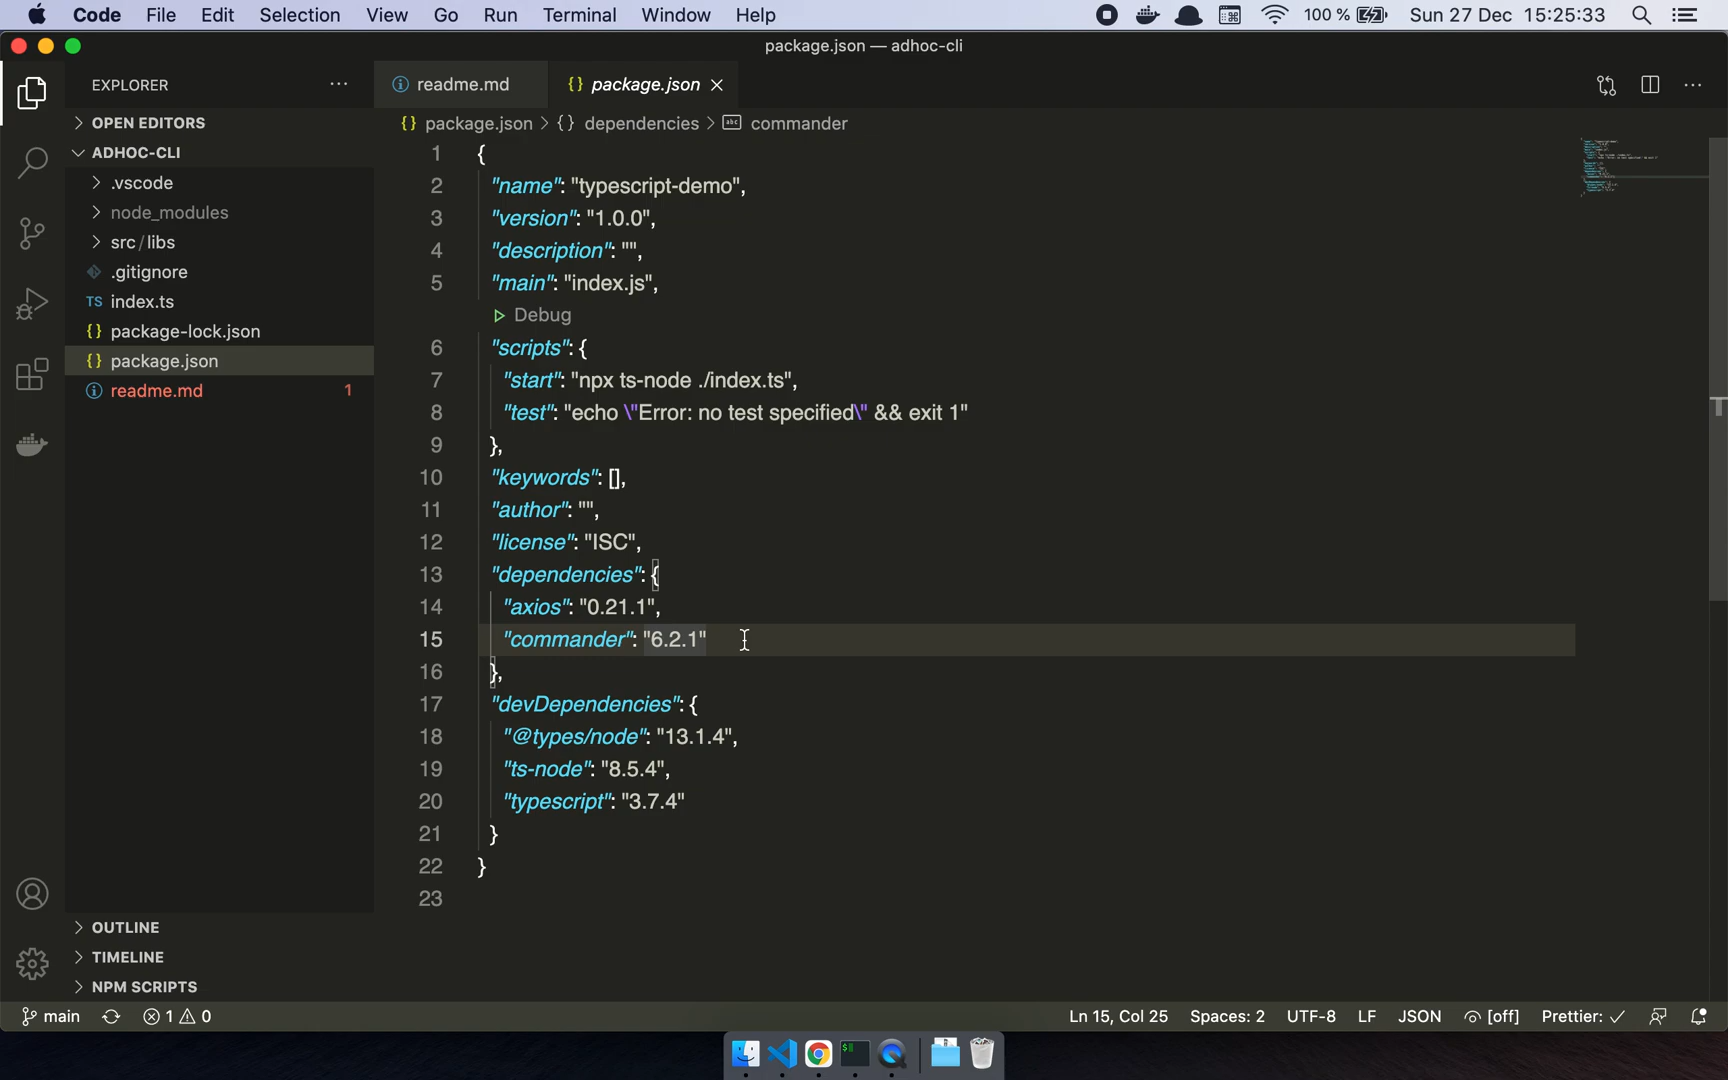 Code File Edit Selection View Go Run Terminal Window Help 100 % Sun 27 Dec 15:25:33
package.json — adhoc-cli
EXPLORER
readme.md
package.json
OPEN EDITORS
ADHOC-CLI
.vscode
node_modules
src/libs
.gitignore
TS index.ts
{} package-lock.json
{} package.json
readme.md 1
OUTLINE
TIMELINE
NPM SCRIPTS
{} package.json > {} dependencies > abc commander
1 {
2 "name": "typescript-demo",
3 "version": "1.0.0",
4 "description": "",
5 "main": "index.js",
Debug
6 "scripts": {
7 "start": "npx ts-node ./index.ts",
8 "test": "echo \"Error: no test specified\" && exit 1"
9 },
10 "keywords": [],
11 "author": "",
12 "license": "ISC",
13 "dependencies": {
14 "axios": "0.21.1",
15 "commander": "6.2.1"
16 },
17 "devDependencies": {
18 "@types/node": "13.1.4",
19 "ts-node": "8.5.4",
20 "typescript": "3.7.4"
21 }
22 }
23
main 1 0 Ln 15, Col 25 Spaces: 2 UTF-8 LF JSON [off] Prettier: ✓